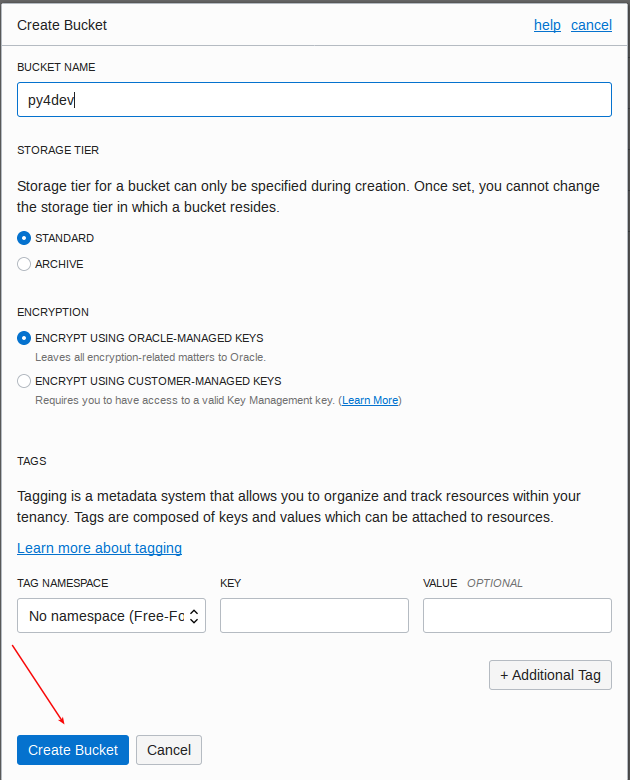 Create Bucket help cancel
BUCKET NAME
py4dev
STORAGE TIER
Storage tier for a bucket can only be specified during creation. Once set, you cannot change
the storage tier in which a bucket resides.
STANDARD
ARCHIVE
ENCRYPTION
ENCRYPT USING ORACLE-MANAGED KEYS
Leaves all encryption-related matters to Oracle.
ENCRYPT USING CUSTOMER-MANAGED KEYS
Requires you to have access to a valid Key Management key. (Learn More)
TAGS
Tagging is a metadata system that allows you to organize and track resources within your
tenancy. Tags are composed of keys and values which can be attached to resources.
Learn more about tagging
TAG NAMESPACE KEY VALUE OPTIONAL
No namespace (Free-Fo
+ Additional Tag
Create Bucket Cancel